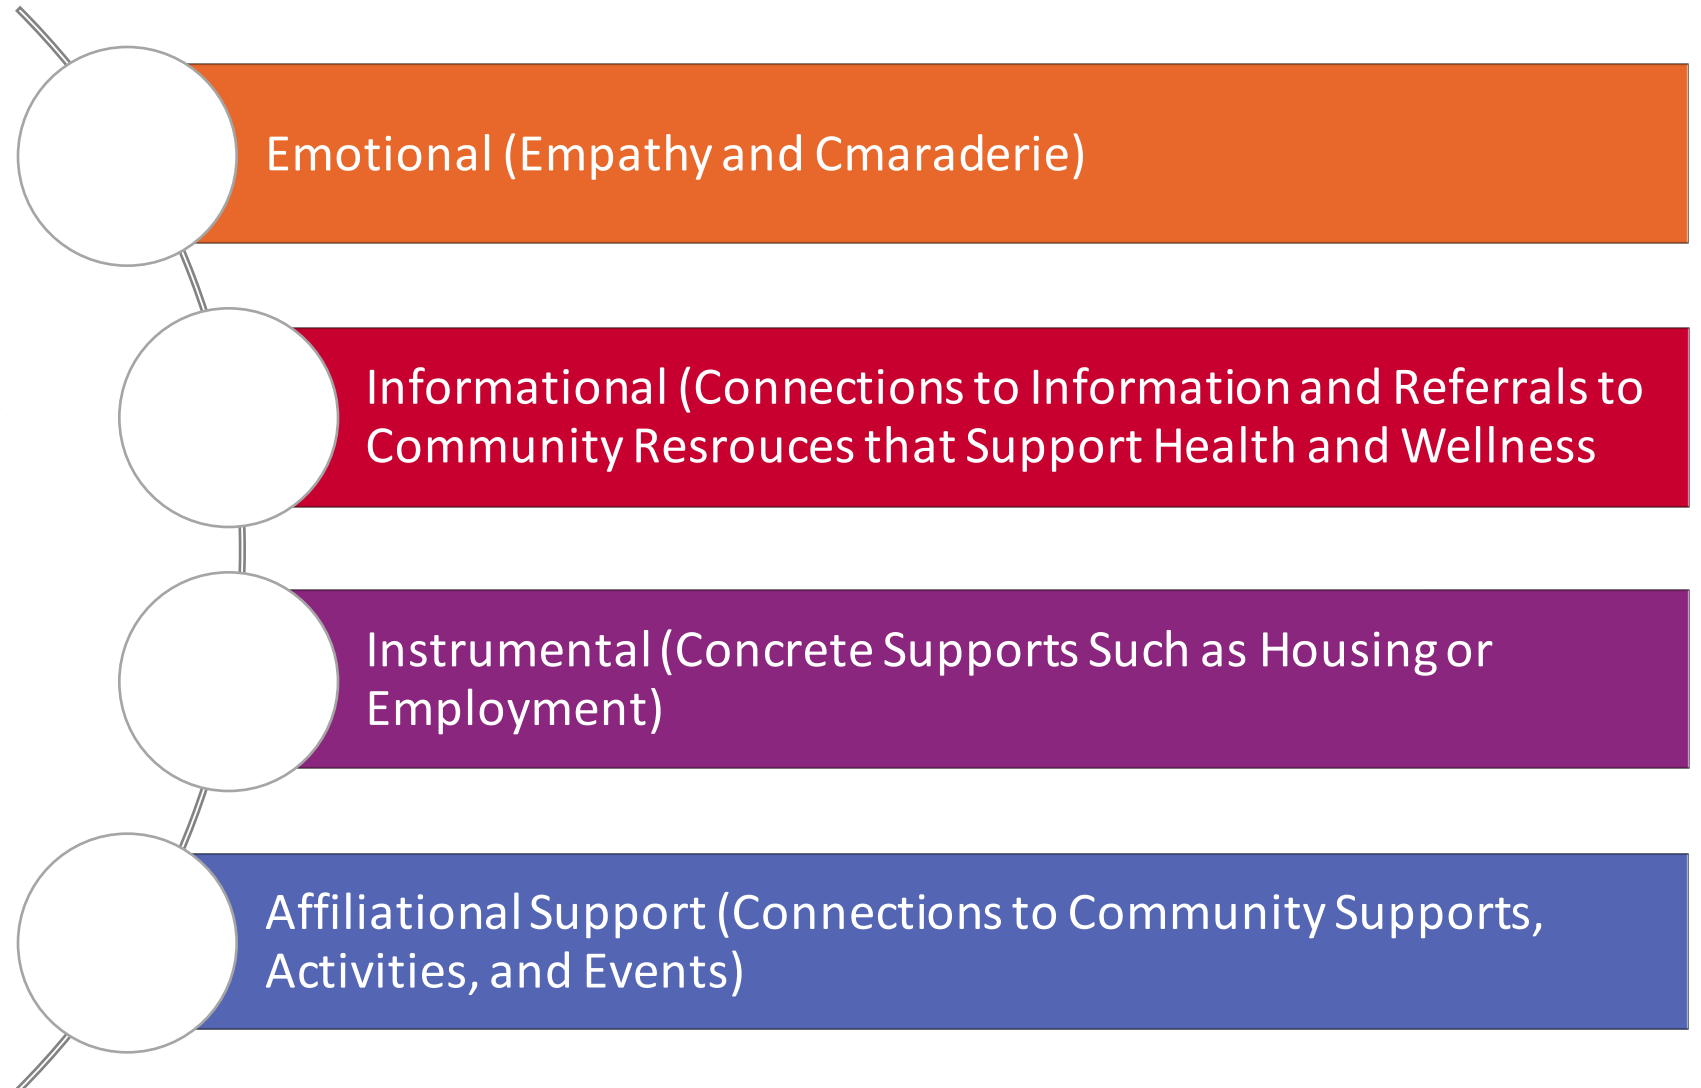 Emotional (Empathy and Cmaraderie)
Informational (Connections to Information and Referrals to
Community Resrouces that Support Health and Wellness
Instrumental (Concrete Supports Such as Housing or
Employment)
Affiliational Support (Connections to Community Supports,
Activities, and Events)